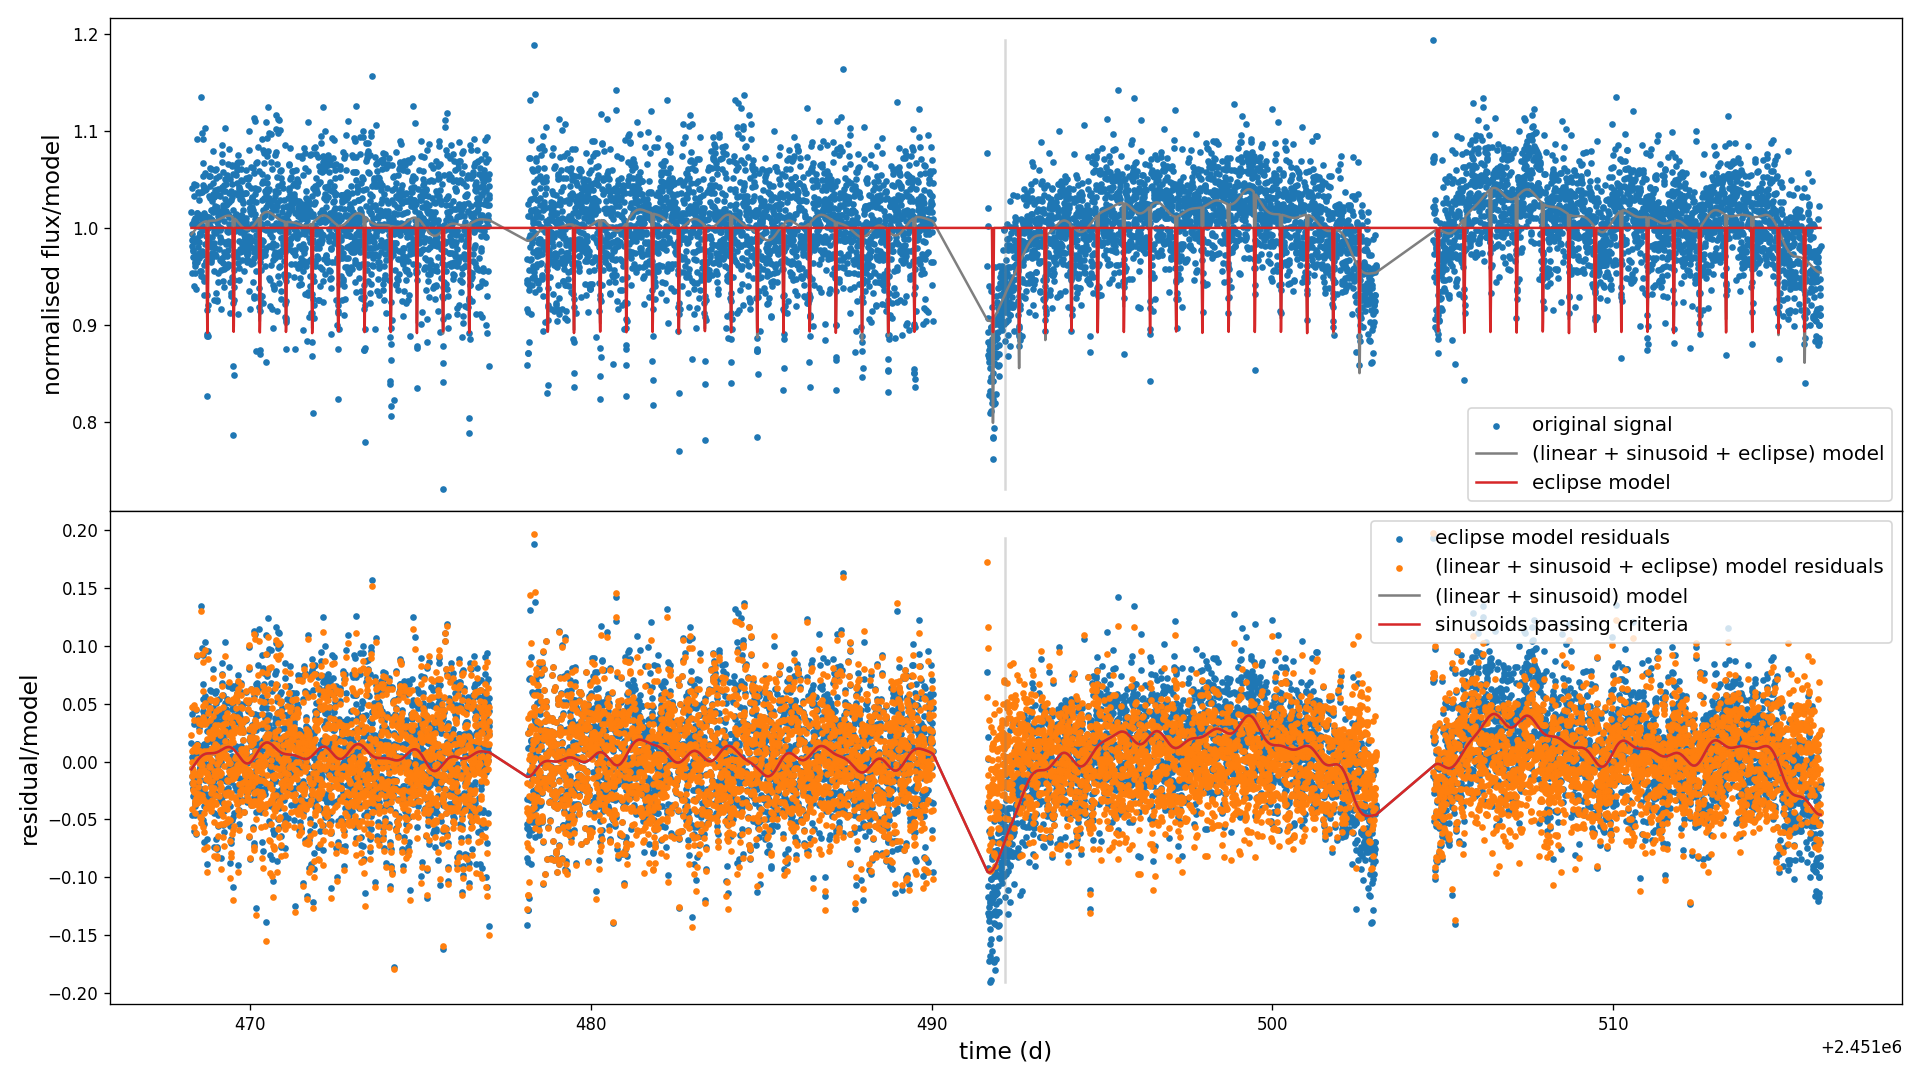 1.2
1.1
1.0
0.9
0.8
normalised flux/model
original signal
(linear + sinusoid + eclipse) model
eclipse model
0.20
0.15
0.10
0.05
0.00
−0.05
−0.10
−0.15
−0.20
residual/model
eclipse model residuals
(linear + sinusoid + eclipse) model residuals
(linear + sinusoid) model
sinusoids passing criteria
470
480
490
500
510
time (d)
+2.451e6